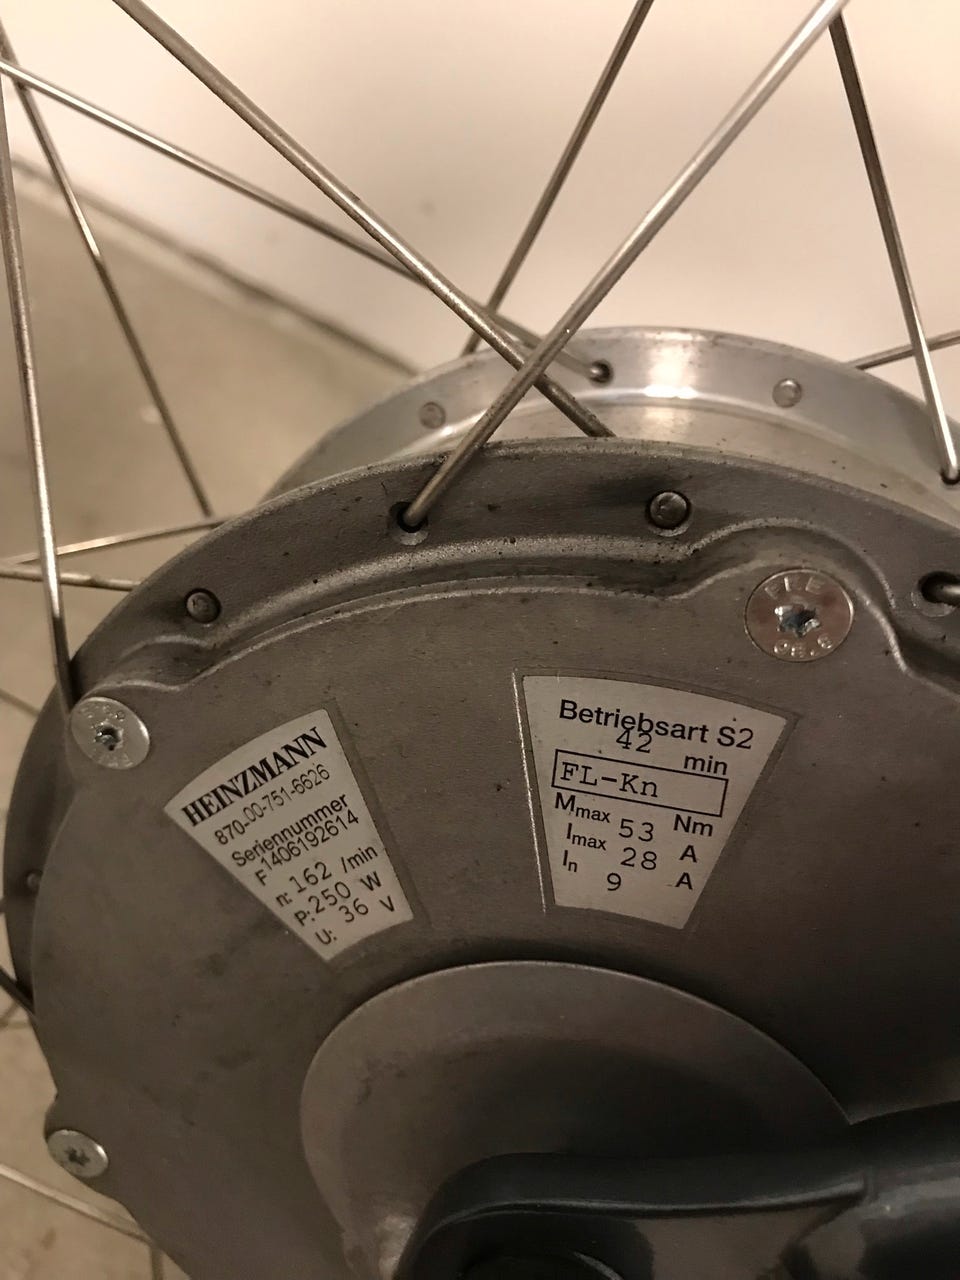 HEINZMANN
870-00-751-6626
Seriennummer
F1406192614
n: 162 /min
P: 250 W
U: 36 V
Betriebsart S2
42 min
FL-Kn
Mmax 53 Nm
Imax 28 A
In 9 A